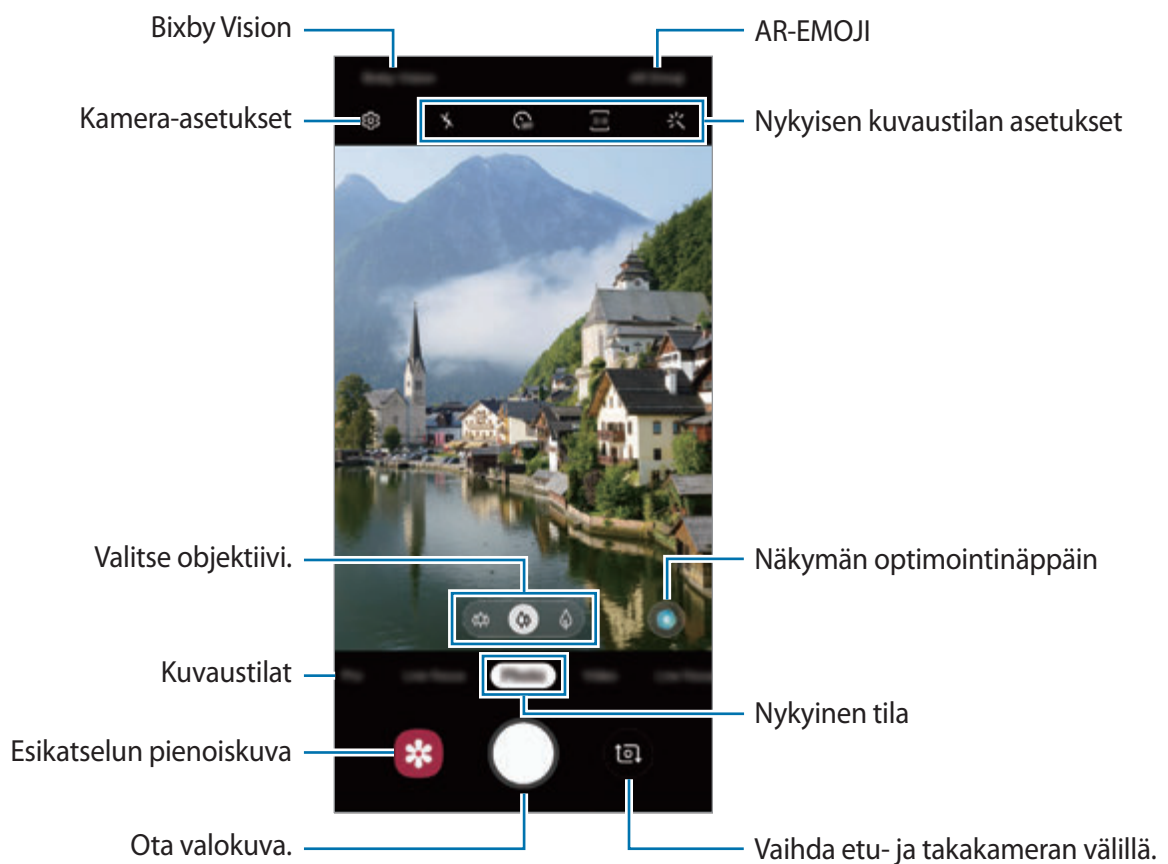 Bixby Vision
AR-EMOJI
Kamera-asetukset
Nykyisen kuvaustilan asetukset
Valitse objektiivi.
Näkymän optimointinäppäin
Kuvaustilat
Nykyinen tila
Esikatselun pienoiskuva
Ota valokuva.
Vaihda etu- ja takakameran välillä.